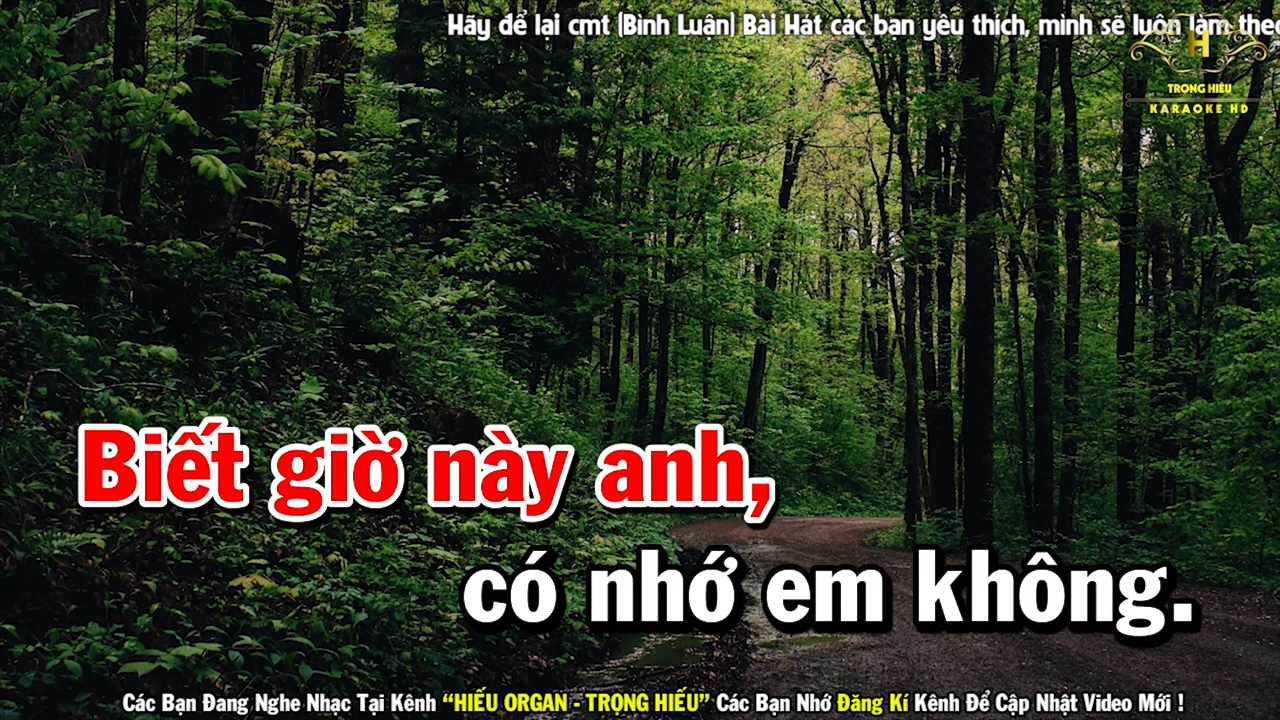 Hãy để lại cmt (Bình Luận) Bài Hát các bạn yêu thích, mình sẽ luôn làm theo
H
TRỌNG HIẾU
KARAOKE HD
Biết giờ này anh,
có nhớ em không.
Các Bạn Đang Nghe Nhạc Tại Kênh “HIẾU ORGAN - TRỌNG HIẾU” Các Bạn Nhớ Đăng Kí Kênh Để Cập Nhật Video Mới !